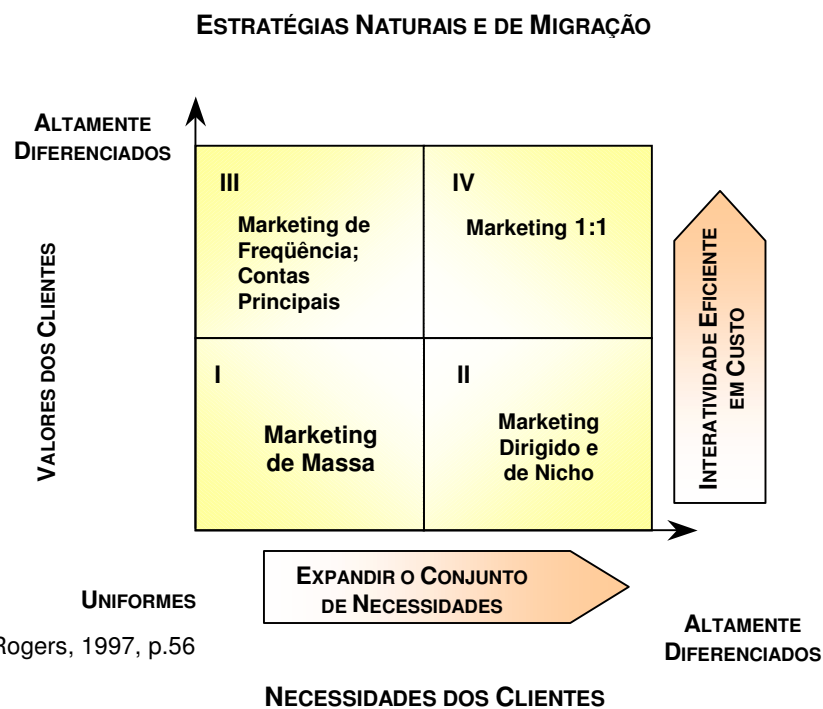 ESTRATÉGIAS NATURAIS E DE MIGRAÇÃO
ALTAMENTE
DIFERENCIADOS
VALORES DOS CLIENTES
III
Marketing de
Freqüência;
Contas
Principais
IV
Marketing 1:1
I
Marketing
de Massa
II
Marketing
Dirigido e
de Nicho
INTERATIVIDADE EFICIENTE
EM CUSTO
EXPANDIR O CONJUNTO
DE NECESSIDADES
UNIFORMES
ALTAMENTE
DIFERENCIADOS
Rogers, 1997, p.56
NECESSIDADES DOS CLIENTES